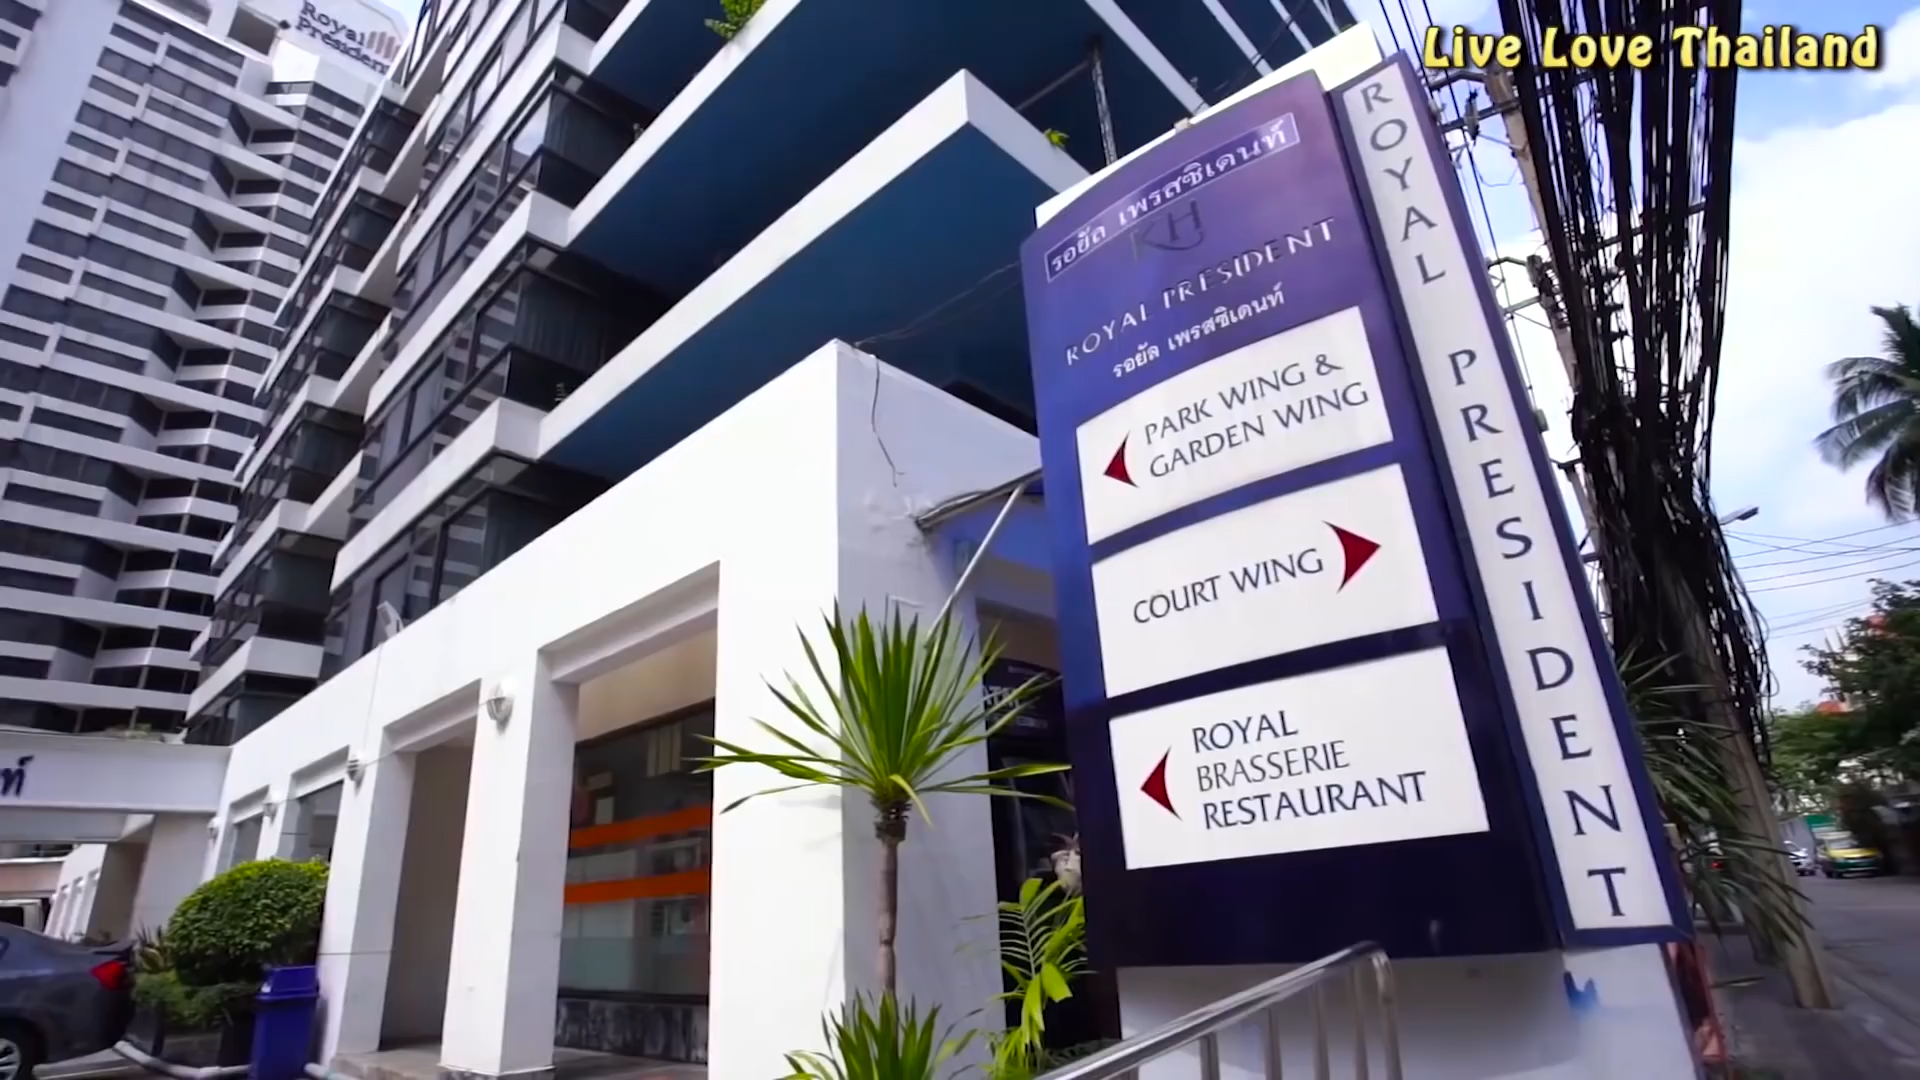 Live Love Thailand
Royal
President
รอยัล เพรสซิเดนท์
ROYAL PRESIDENT
รอยัล เพรสซิเดนท์
PARK WING &
GARDEN WING
COURT WING
ROYAL
BRASSERIE
RESTAURANT
ROYAL PRESIDENT